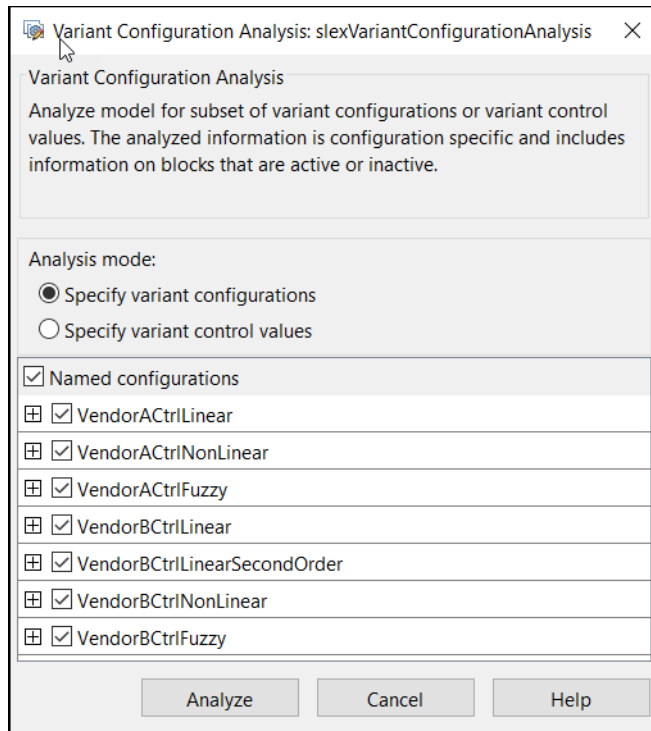 Variant Configuration Analysis: slexVariantConfigurationAnalysis
Variant Configuration Analysis
Analyze model for subset of variant configurations or variant control
values. The analyzed information is configuration specific and includes
information on blocks that are active or inactive.
Analysis mode:
Specify variant configurations
Specify variant control values
Named configurations
VendorACtrlLinear
VendorACtrlNonLinear
VendorACtrlFuzzy
VendorBCtrlLinear
VendorBCtrlLinearSecondOrder
VendorBCtrlNonLinear
VendorBCtrlFuzzy
Analyze Cancel Help